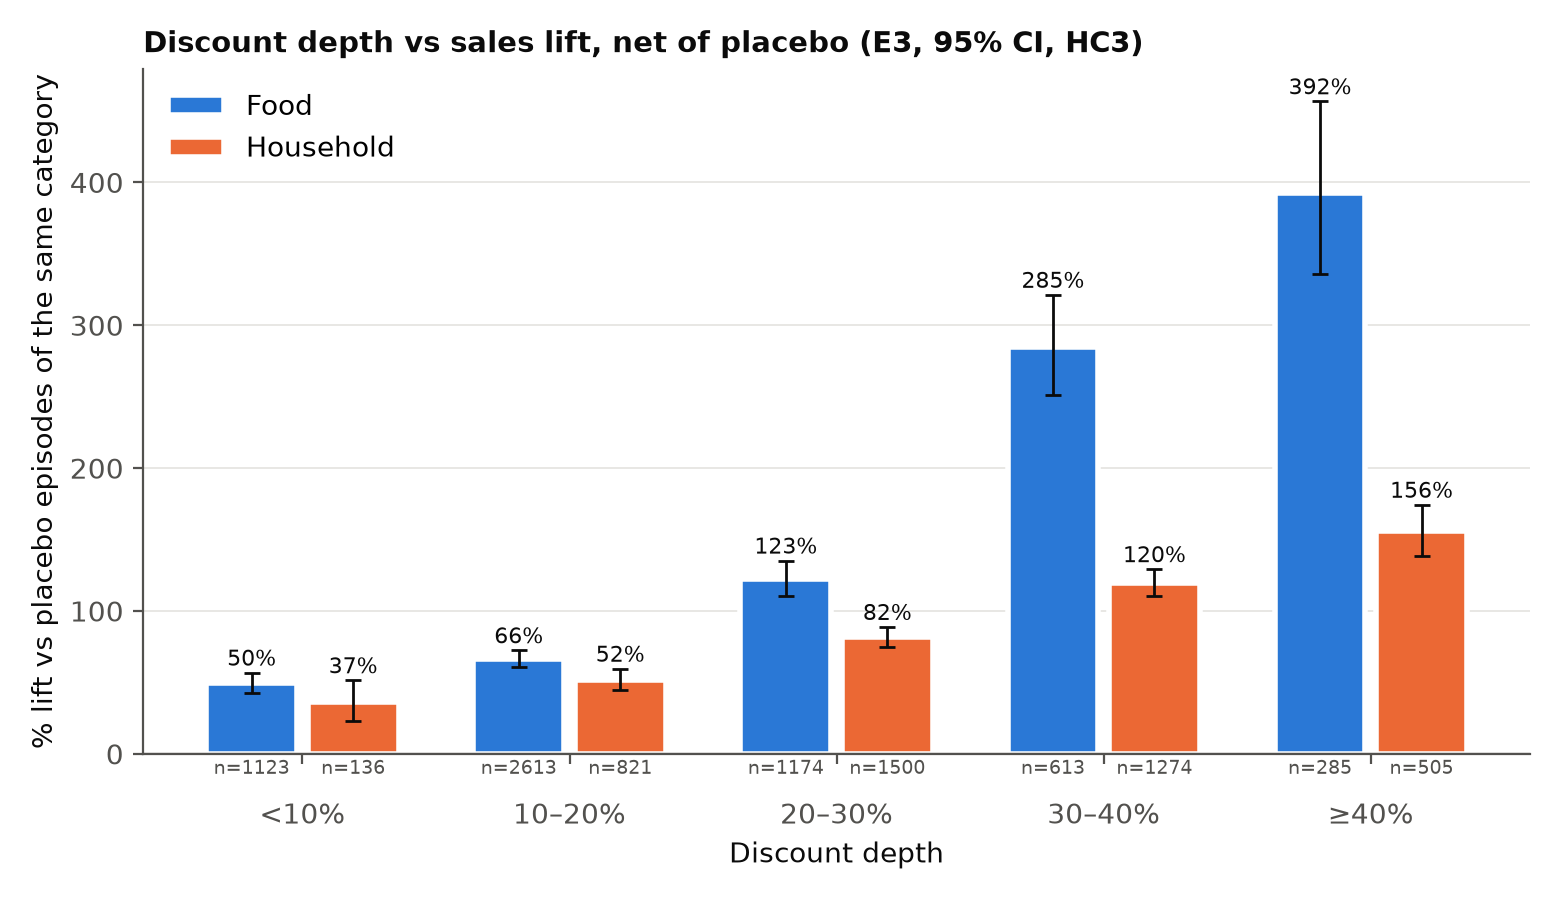 Discount depth vs sales lift, net of placebo (E3, 95% CI, HC3)
% lift vs placebo episodes of the same category
Food
Household
400
300
200
100
0
50%
37%
66%
52%
123%
82%
285%
120%
392%
156%
n=1123 n=136 n=2613 n=821 n=1174 n=1500 n=613 n=1274 n=285 n=505
<10% 10–20% 20–30% 30–40% ≥40%
Discount depth